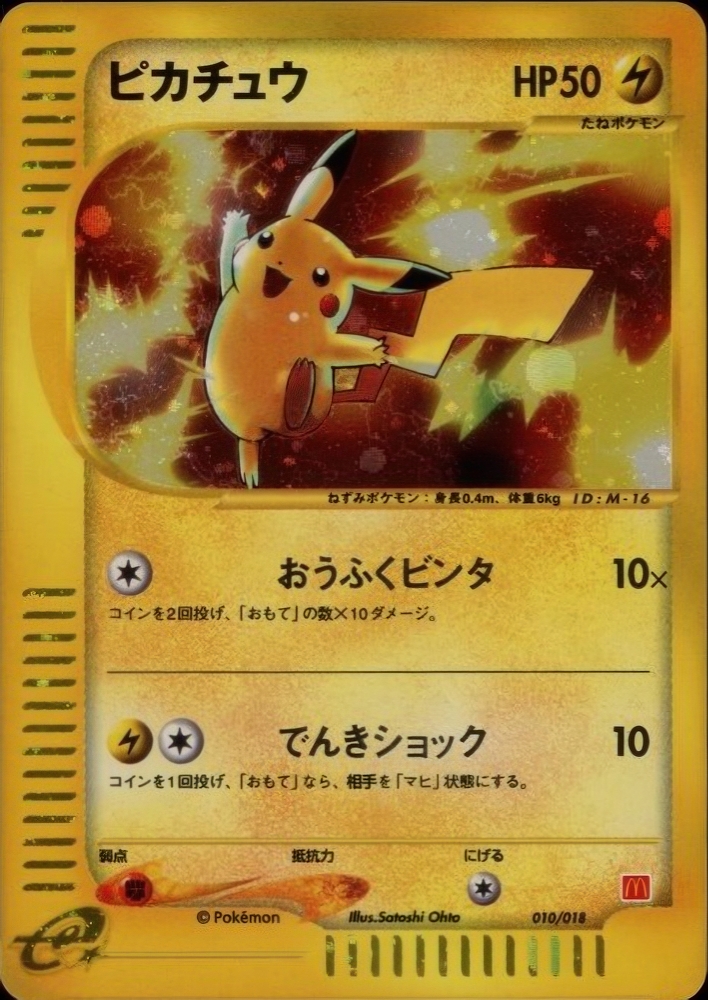 ピカチュウ HP50
たねポケモン
ねずみポケモン：身長0.4m、体重6kg ID:M-16
おうふくビンタ 10×
コインを2回投げ、「おもて」の数×10ダメージ。
でんきショック 10
コインを1回投げ、「おもて」なら、相手を「マヒ」状態にする。
弱点 抵抗力 にげる
©Pokémon Illus.Satoshi Ohta 010/018